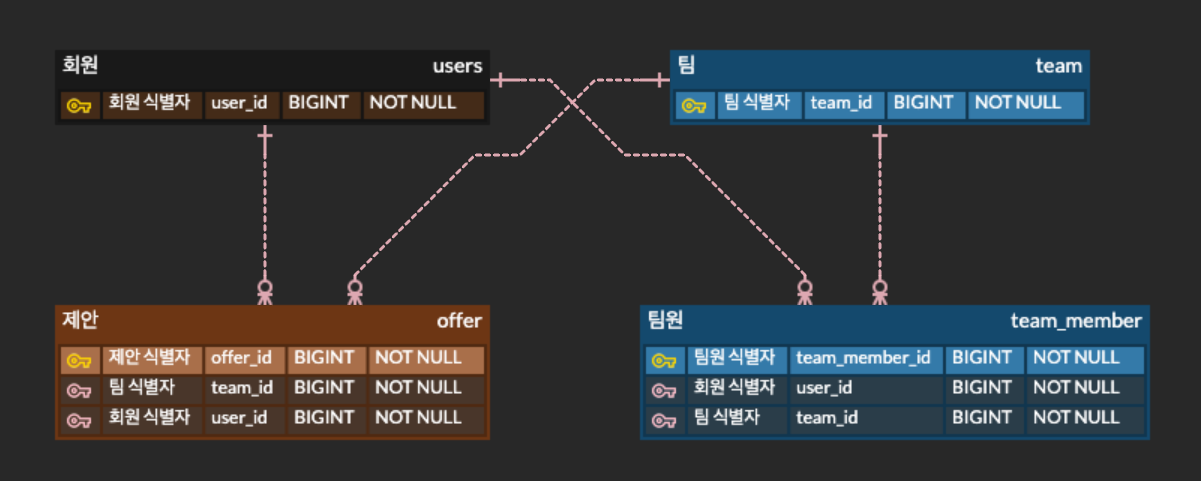 회원 users
회원 식별자 user_id BIGINT NOT NULL
팀 team
팀 식별자 team_id BIGINT NOT NULL
제안 offer
제안 식별자 offer_id BIGINT NOT NULL
팀 식별자 team_id BIGINT NOT NULL
회원 식별자 user_id BIGINT NOT NULL
팀원 team_member
팀원 식별자 team_member_id BIGINT NOT NULL
회원 식별자 user_id BIGINT NOT NULL
팀 식별자 team_id BIGINT NOT NULL